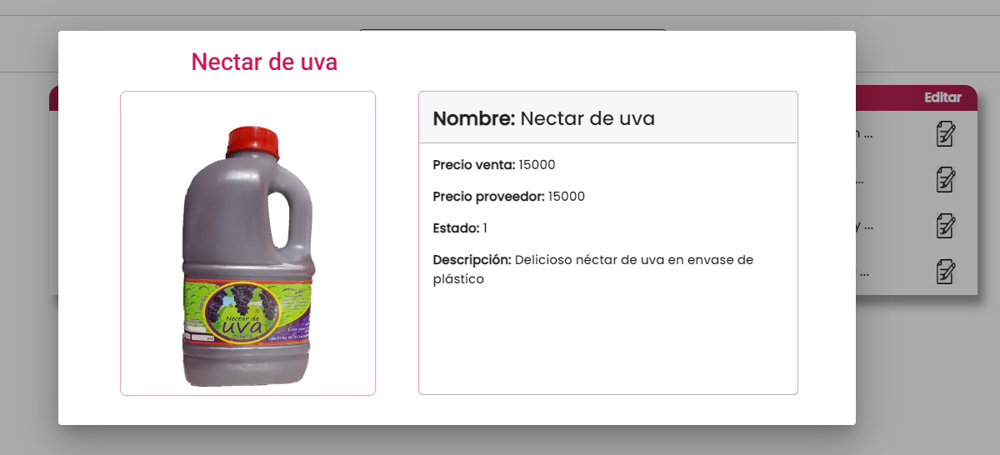 Nectar de uva
Editar
Nombre: Nectar de uva
Precio venta: 15000
Precio proveedor: 15000
Estado: 1
Descripción: Delicioso néctar de uva en envase de
plástico
Nectar de
uva
...
...
y ...
...